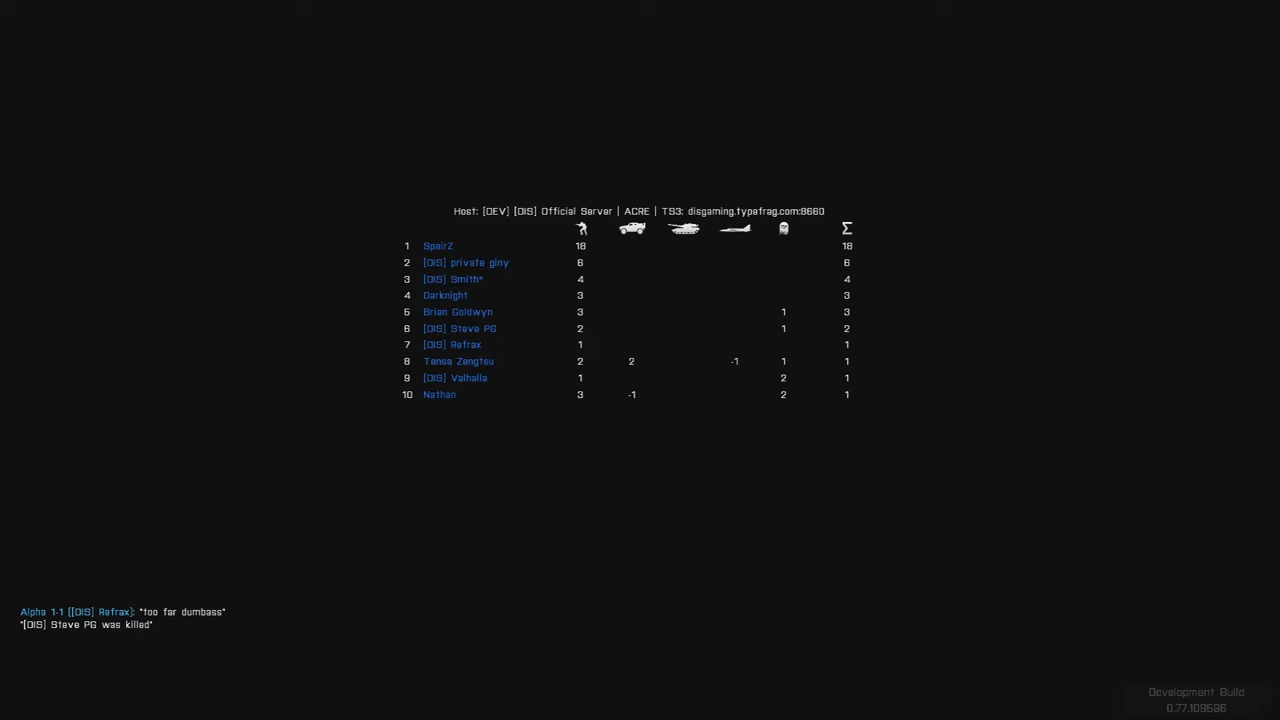 Host: [DEV] [DIS] Official Server | ACRE | TS3: disgaming.typefrag.com:8660
Σ
1 SpairZ 18 18
2 [DIS] private giny 6 6
3 [DIS] Smith* 4 4
4 Darknight 3 3
5 Brian Goldwyn 3 1 3
6 [DIS] Steve PG 2 1 2
7 [DIS] Refrax 1 1
8 Tensa Zengtsu 2 2 -1 1 1
9 [DIS] Valhalla 1 2 1
10 Nathan 3 -1 2 1
Alpha 1-1 [[DIS] Refrax]: "too far dumbass"
"[DIS] Steve PG was killed"
Development Build
0.77.109596